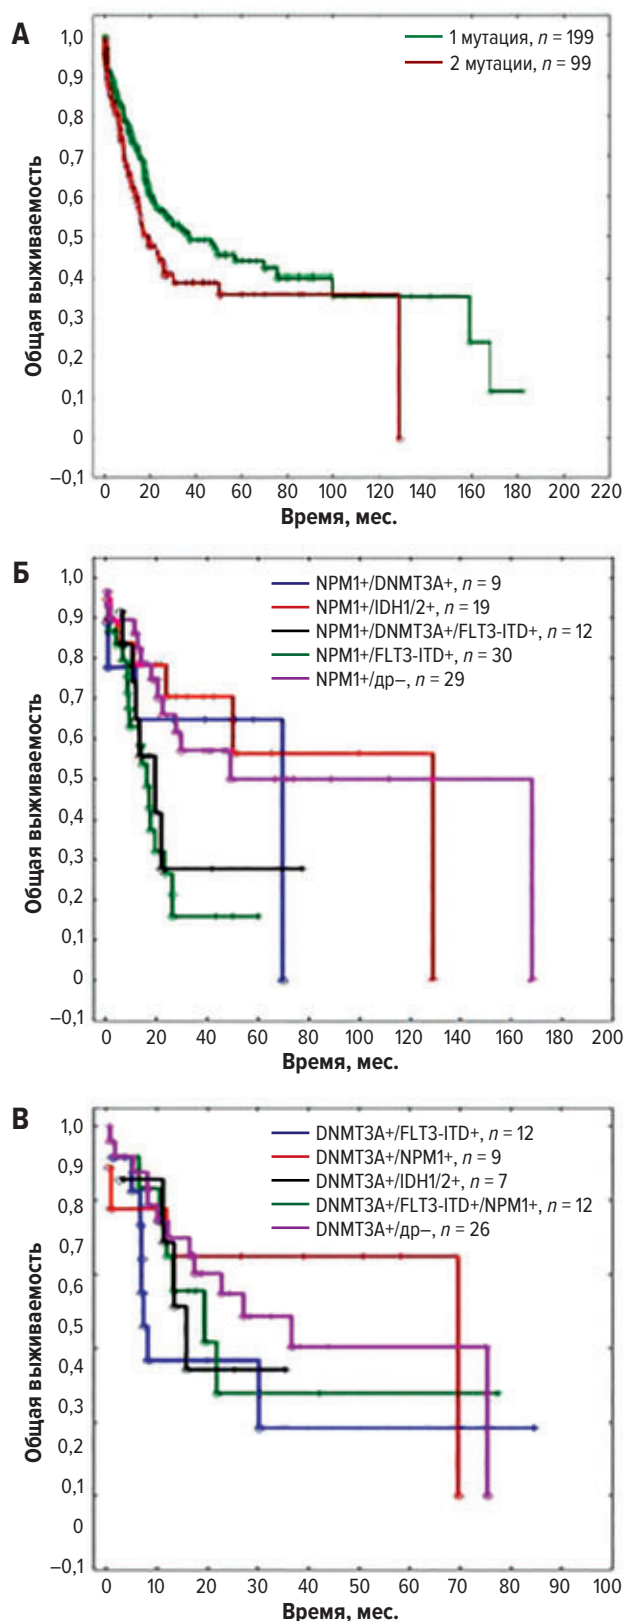 А
Общая выживаемость
1,0
0,9
0,8
0,7
0,6
0,5
0,4
0,3
0,2
0,1
0
–0,1
1 мутация, n = 199
2 мутации, n = 99
0 20 40 60 80 100 120 140 160 180 200 220
Время, мес.
Б
Общая выживаемость
1,0
0,9
0,8
0,7
0,6
0,5
0,4
0,3
0,2
0,1
0
–0,1
NPM1+/DNMT3A+, n = 9
NPM1+/IDH1/2+, n = 19
NPM1+/DNMT3A+/FLT3-ITD+, n = 12
NPM1+/FLT3-ITD+, n = 30
NPM1+/др–, n = 29
0 20 40 60 80 100 120 140 160 180 200
Время, мес.
В
Общая выживаемость
1,0
0,9
0,8
0,7
0,6
0,5
0,4
0,3
0,2
0,1
0
–0,1
DNMT3A+/FLT3-ITD+, n = 12
DNMT3A+/NPM1+, n = 9
DNMT3A+/IDH1/2+, n = 7
DNMT3A+/FLT3-ITD+/NPM1+, n = 12
DNMT3A+/др–, n = 26
0 10 20 30 40 50 60 70 80 90 100
Время, мес.